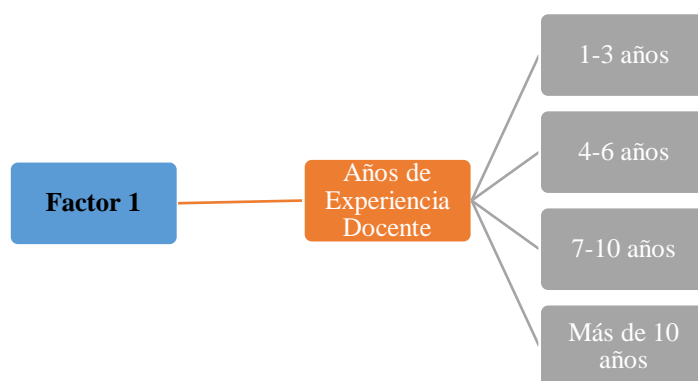 Factor 1
Años de
Experiencia
Docente
1-3 años
4-6 años
7-10 años
Más de 10
años